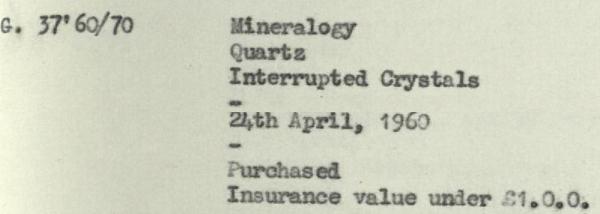 G. 37'60/70 Mineralogy
Quartz
Interrupted Crystals
-
24th April, 1960
-
Purchased
Insurance value under £1.0.0.